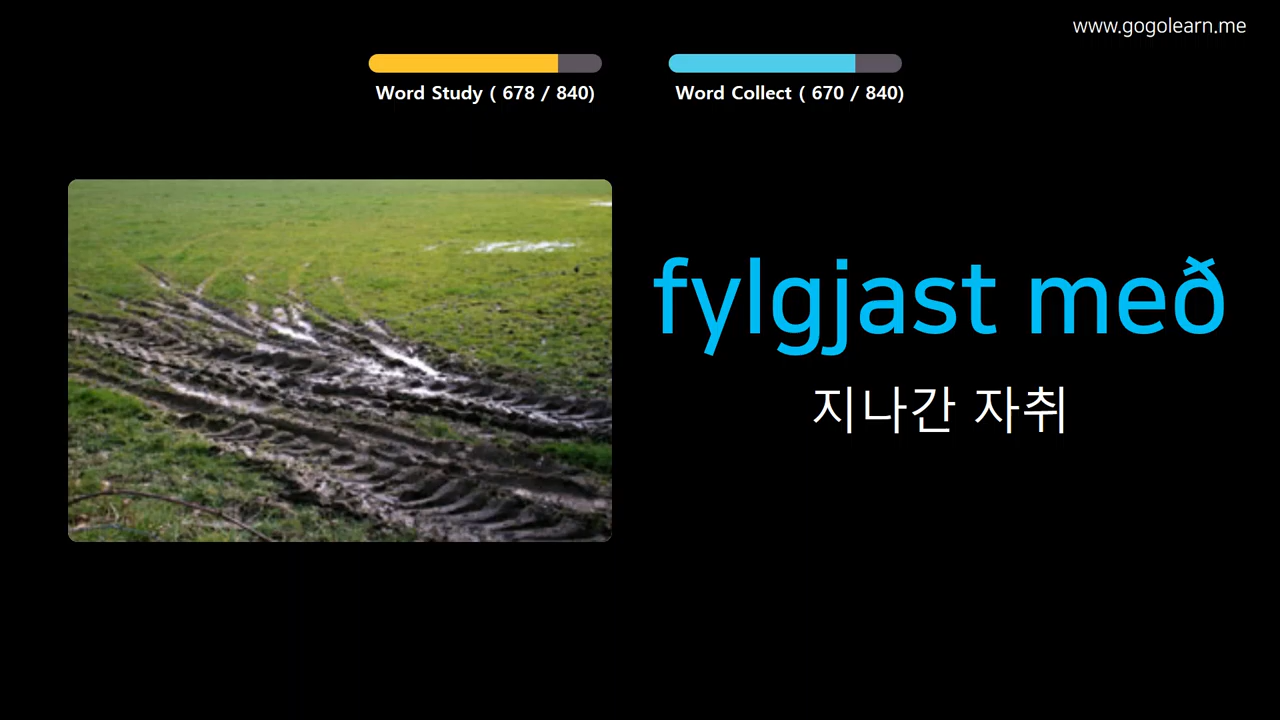 www.gogolearn.me
Word Study ( 678 / 840)
Word Collect ( 670 / 840)
fylgjast með
지나간 자취